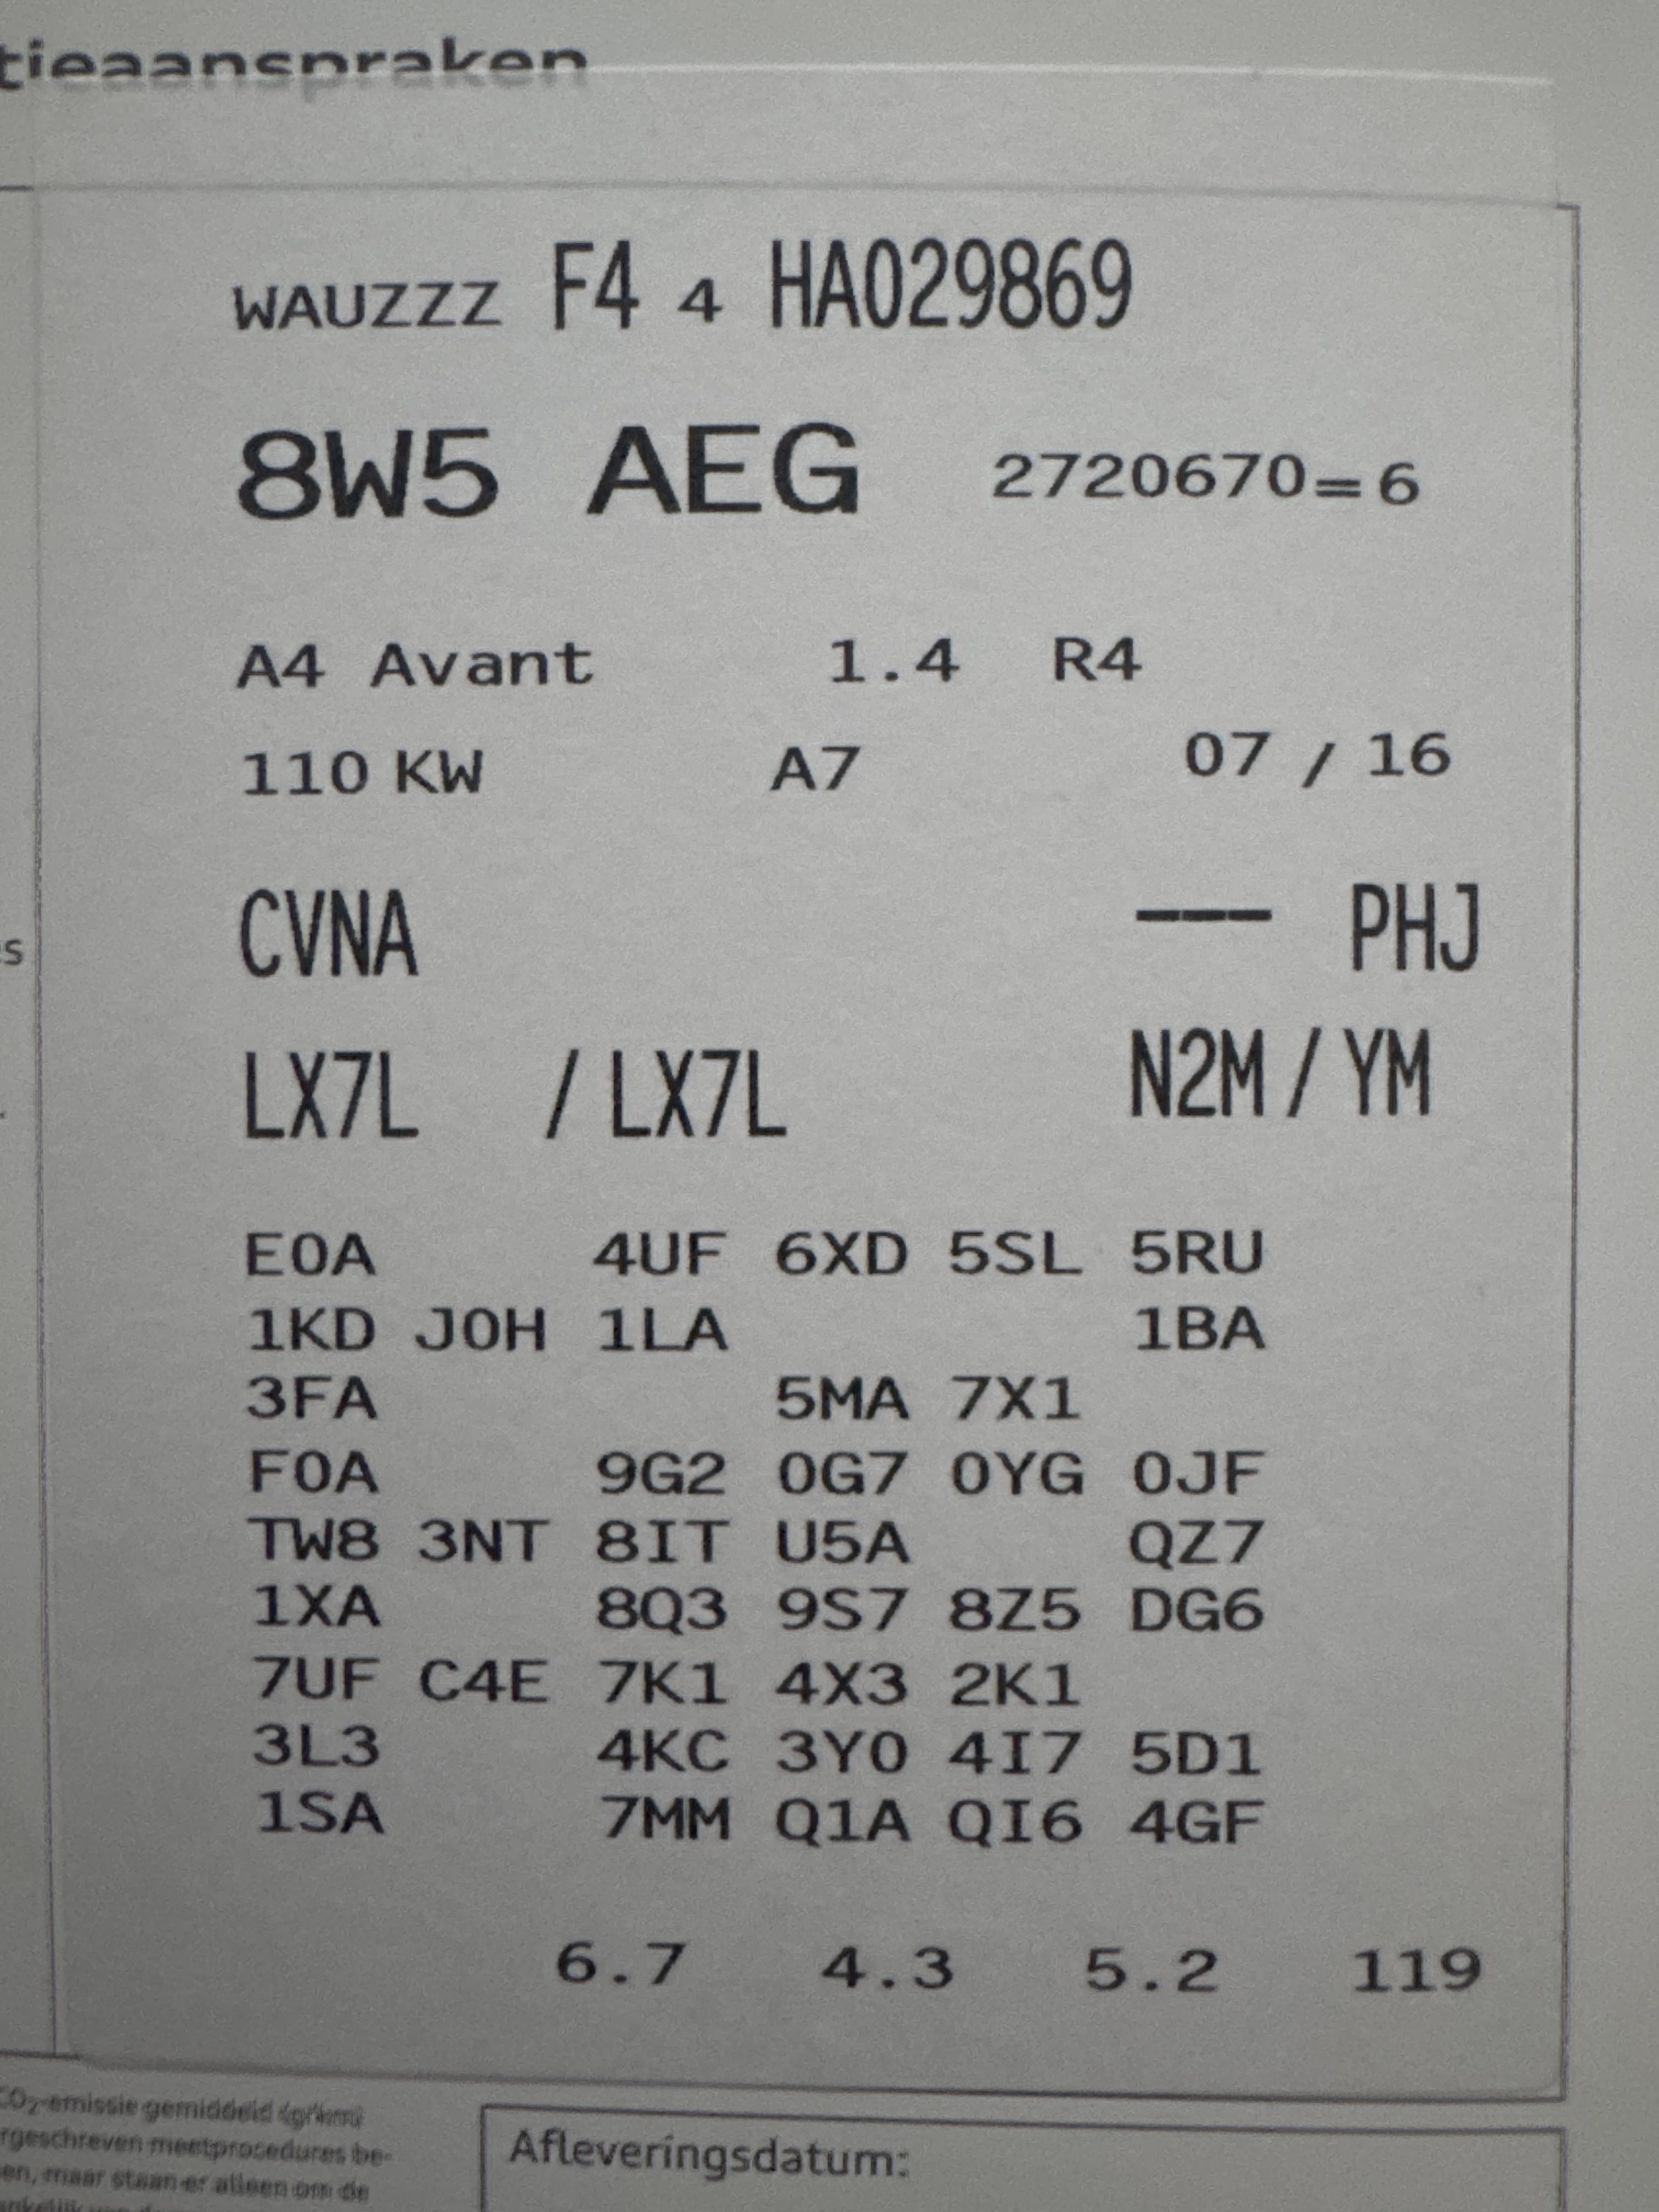 tieaanspraken
WAUZZZ F4 4 HA029869
8W5 AEG 2720670=6
A4 Avant 1.4 R4
110 KW A7 07 / 16
CVNA --- PHJ
s
LX7L / LX7L N2M / YM
E0A 4UF 6XD 5SL 5RU
1KD J0H 1LA 1BA
3FA 5MA 7X1
F0A 9G2 0G7 0YG 0JF
TW8 3NT 8IT U5A QZ7
1XA 8Q3 9S7 8Z5 DG6
7UF C4E 7K1 4X3 2K1
3L3 4KC 3Y0 4I7 5D1
1SA 7MM Q1A QI6 4GF
6.7 4.3 5.2 119
CO₂-emissie gemiddeld (g/km)
rgeschreven meetprocedures be-
en, maar staan er alleen om de
Afleveringsdatum: